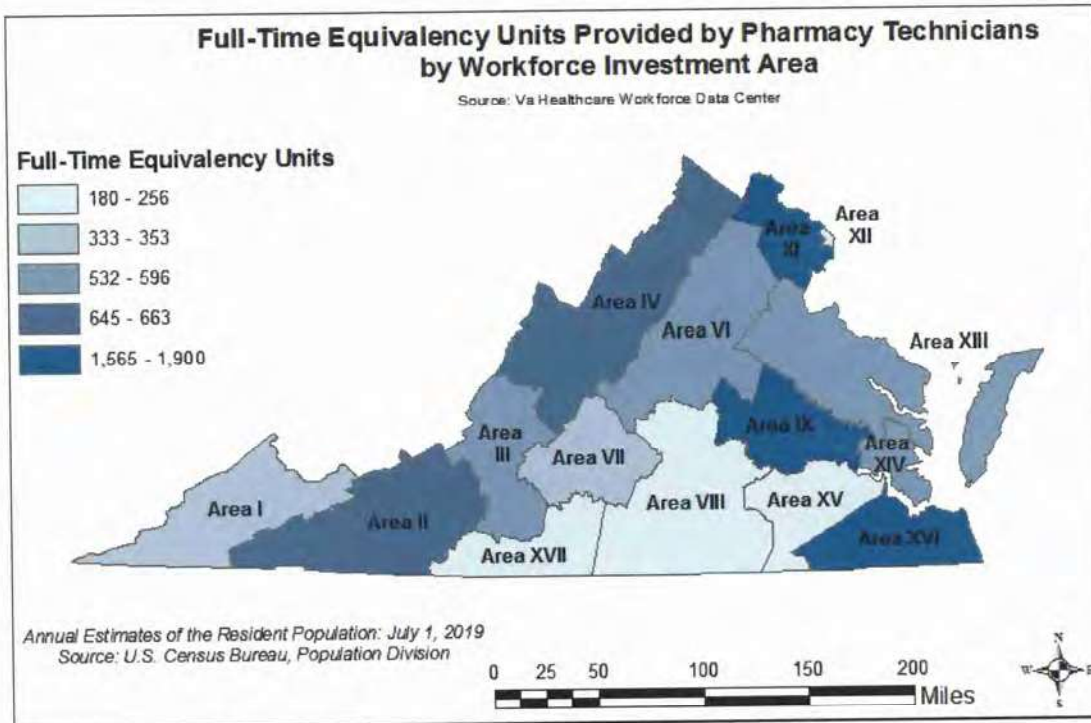 Full-Time Equivalency Units Provided by Pharmacy Technicians
by Workforce Investment Area
Source: Va Healthcare Workforce Data Center
Full-Time Equivalency Units
180 - 256
333 - 353
532 - 596
645 - 663
1,565 - 1,900
Area
XII
Area
XI
Area IV
Area VI
Area XIII
Area
III
Area IX
Area VII
Area
XIV
Area I
Area II
Area VIII
Area XV
Area XVI
Area XVII
Annual Estimates of the Resident Population: July 1, 2019
Source: U.S. Census Bureau, Population Division
0 25 50 100 150 200
Miles
N
W E
S